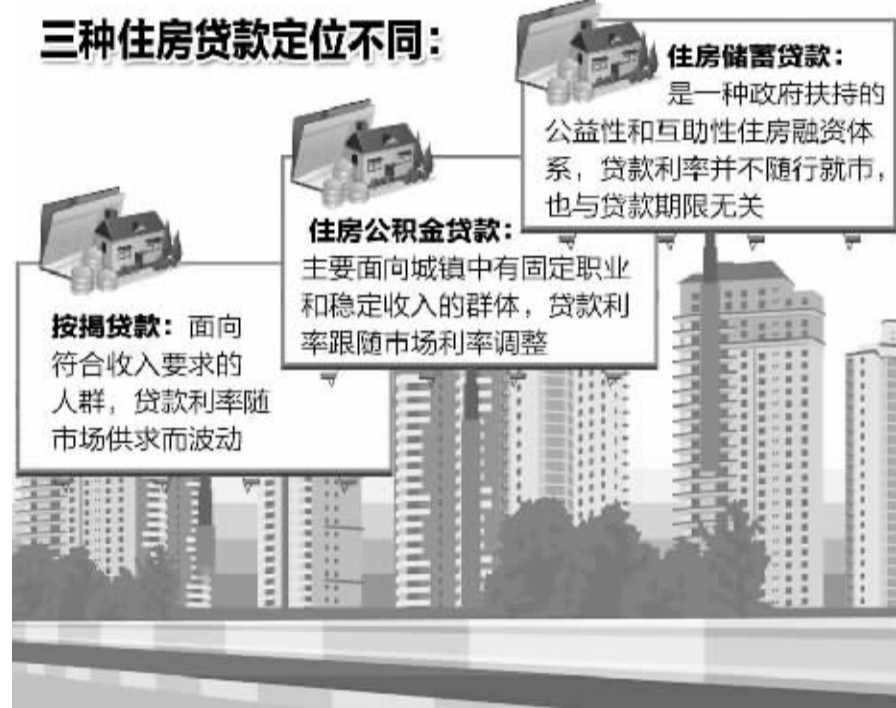 三种住房贷款定位不同：
住房储蓄贷款：
是一种政府扶持的
公益性和互助性住房融资体
系，贷款利率并不随行就市，
也与贷款期限无关
住房公积金贷款：
主要面向城镇中有固定职业
和稳定收入的群体，贷款利
率跟随市场利率调整
按揭贷款：面向
符合收入要求的
人群，贷款利率随
市场供求而波动